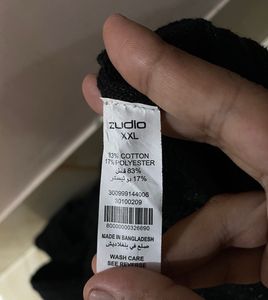 zudio
XXL
83% COTTON
17% POLYESTER
83% قطن
17% بوليستر
300999144006
30100209
8000000326690
MADE IN BANGLADESH
صنع في بنغلاديش
WASH CARE
SEE REVERSE